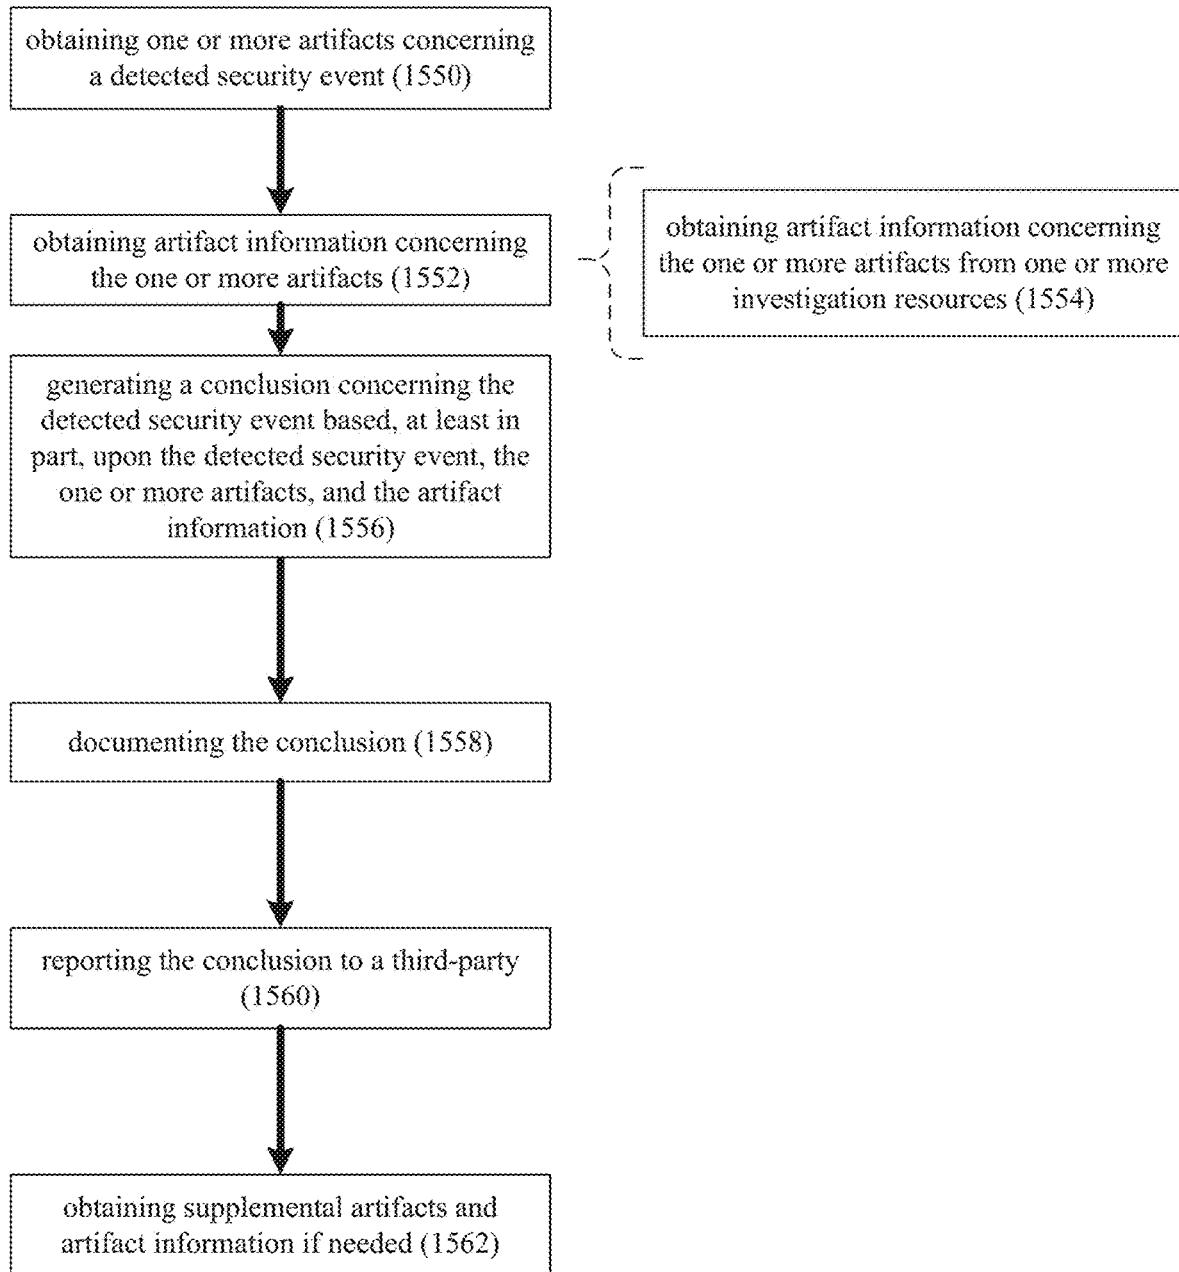 obtaining one or more artifacts concerning
a detected security event (1550)
obtaining artifact information concerning
the one or more artifacts (1552)
obtaining artifact information concerning
the one or more artifacts from one or more
investigation resources (1554)
generating a conclusion concerning the
detected security event based, at least in
part, upon the detected security event, the
one or more artifacts, and the artifact
information (1556)
documenting the conclusion (1558)
reporting the conclusion to a third-party
(1560)
obtaining supplemental artifacts and
artifact information if needed (1562)